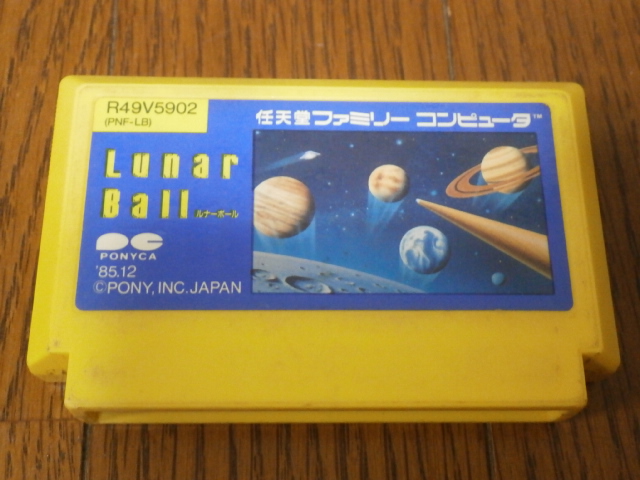 R49V5902
(PNF-LB)
任天堂 ファミリー コンピュータ™
Lunar
Ball ルナーボール
PC
PONYCA
'85.12
©PONY, INC. JAPAN